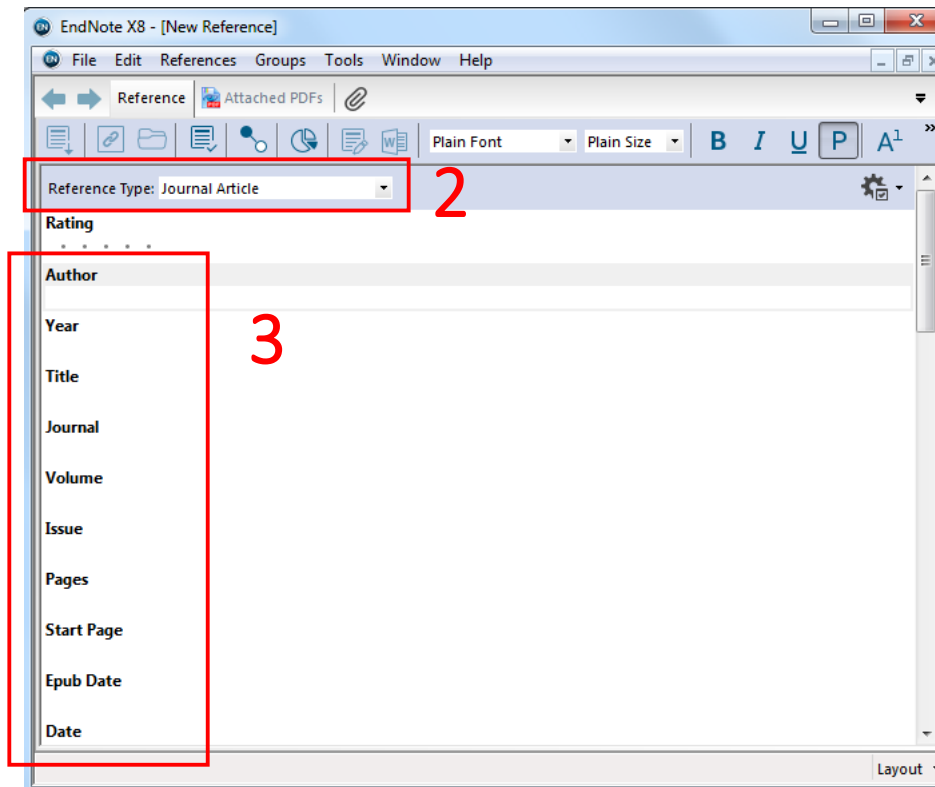 EndNote X8 - [New Reference]
File Edit References Groups Tools Window Help
Reference Attached PDFs
Plain Font Plain Size B I U P A1 »
Reference Type: Journal Article
2
Rating
Author
3
Year
Title
Journal
Volume
Issue
Pages
Start Page
Epub Date
Date
Layout